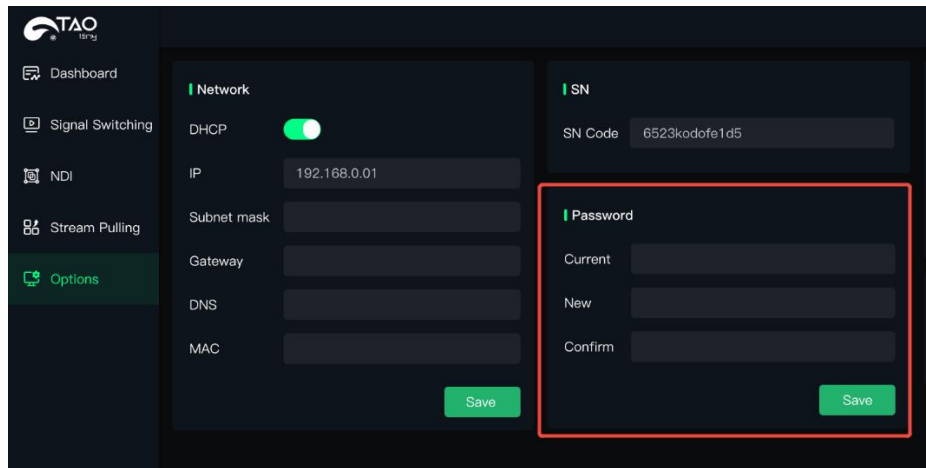 TAO
tiny
Dashboard
Signal Switching
NDI
Stream Pulling
Options
Network
DHCP
IP 192.168.0.01
Subnet mask
Gateway
DNS
MAC
Save
SN
SN Code 6523kodofe1d5
Password
Current
New
Confirm
Save